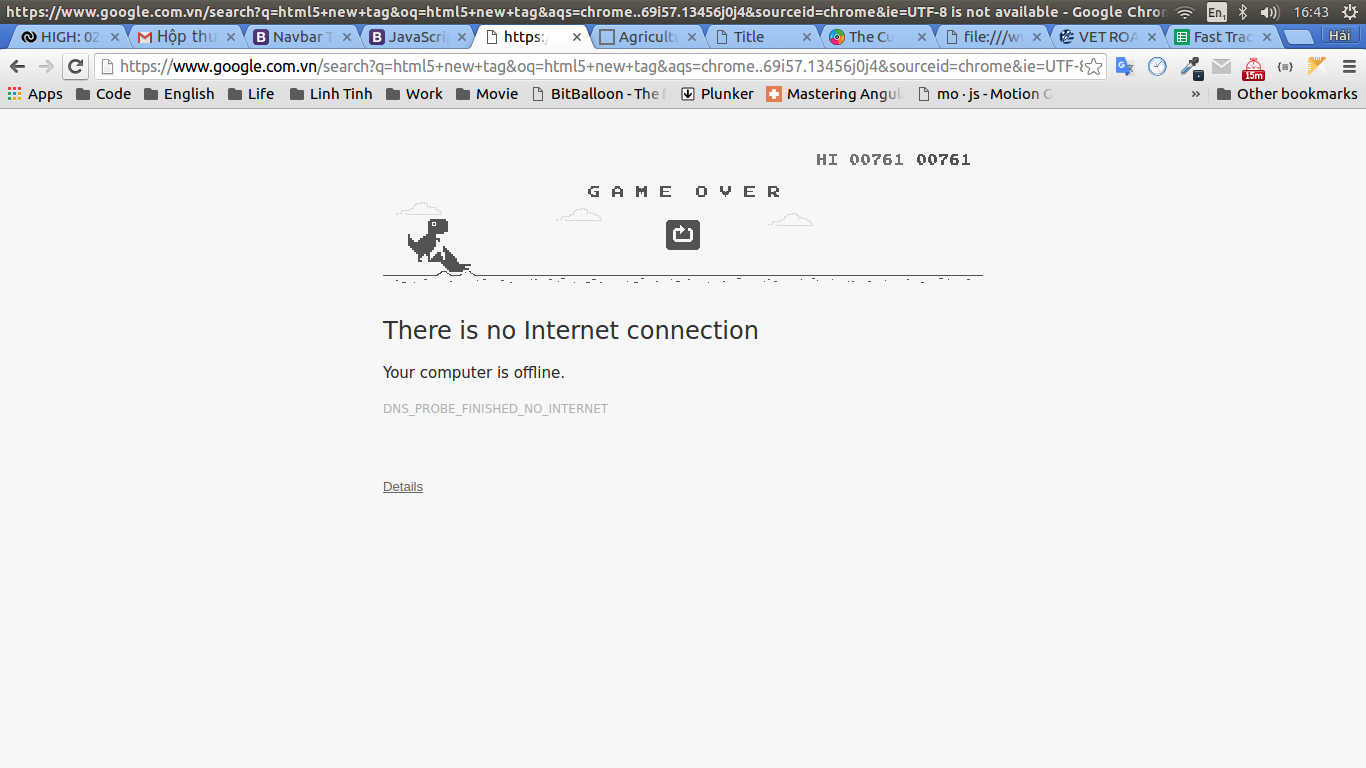 https://www.google.com.vn/search?q=html5+new+tag&oq=html5+new+tag&aqs=chrome..69i57.13456j0j4&sourceid=chrome&ie=UTF-8 is not available - Google Chro
En1
16:43
HIGH: 02
Hộp thư
Navbar T
JavaScrip
https:/
Agricultu
Title
The Cu
file:///w
VET ROA
Fast Trac
Hải
https://www.google.com.vn/search?q=html5+new+tag&oq=html5+new+tag&aqs=chrome..69i57.13456j0j4&sourceid=chrome&ie=UTF-8
15m
Apps
Code
English
Life
Linh Tinh
Work
Movie
BitBalloon - The f
Plunker
Mastering Angul
mo · js - Motion G
»
Other bookmarks
HI 00761 00761
GAME OVER
There is no Internet connection
Your computer is offline.
DNS_PROBE_FINISHED_NO_INTERNET
Details